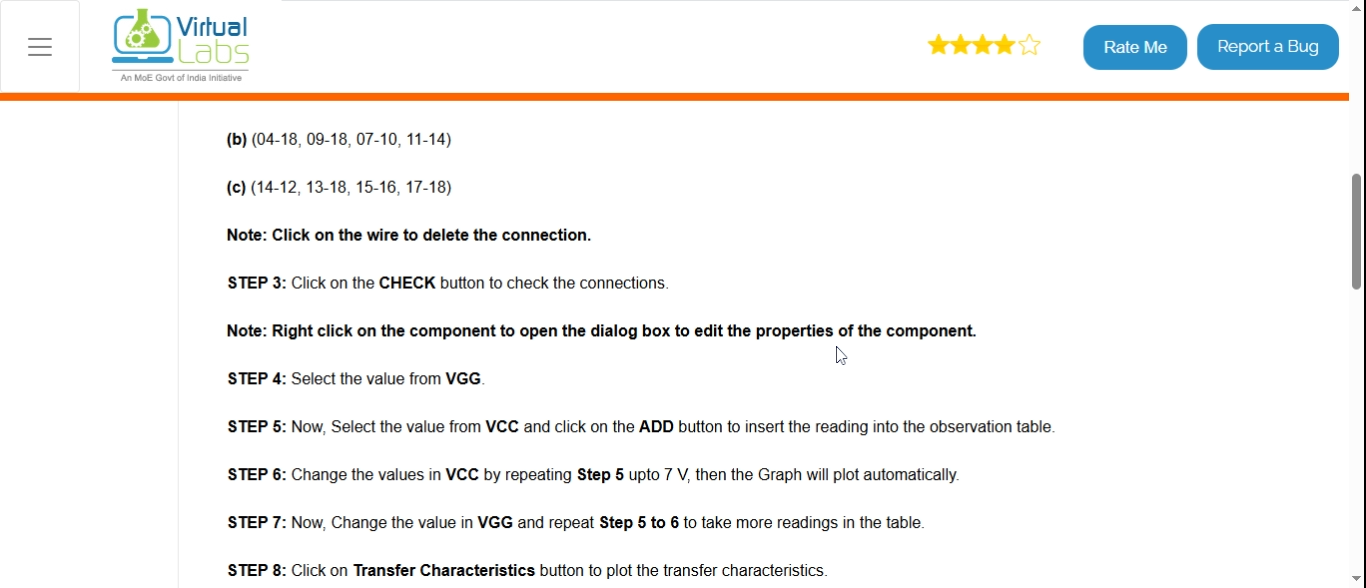 Virtual
Labs
An MoE Govt of India Initiative
Rate Me
Report a Bug
(b) (04-18, 09-18, 07-10, 11-14)
(c) (14-12, 13-18, 15-16, 17-18)
Note: Click on the wire to delete the connection.
STEP 3: Click on the CHECK button to check the connections.
Note: Right click on the component to open the dialog box to edit the properties of the component.
STEP 4: Select the value from VGG.
STEP 5: Now, Select the value from VCC and click on the ADD button to insert the reading into the observation table.
STEP 6: Change the values in VCC by repeating Step 5 upto 7 V, then the Graph will plot automatically.
STEP 7: Now, Change the value in VGG and repeat Step 5 to 6 to take more readings in the table.
STEP 8: Click on Transfer Characteristics button to plot the transfer characteristics.